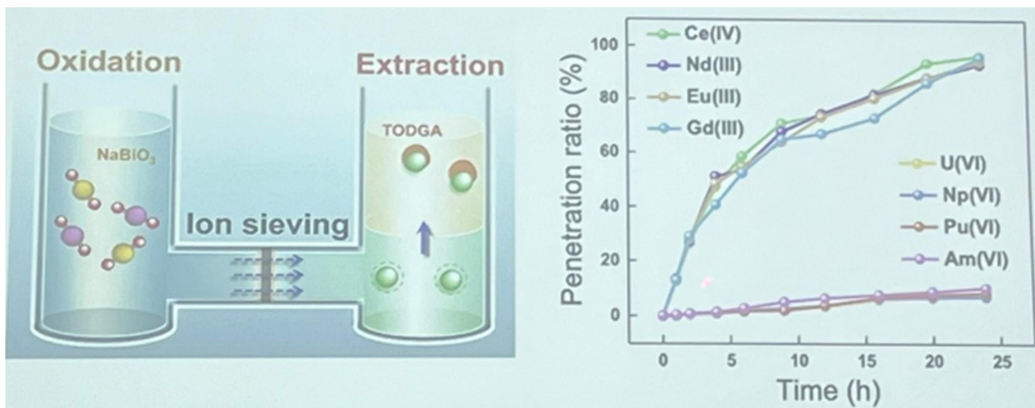 Oxidation
Extraction
NaBiO₃
TODGA
Ion sieving
Penetration ratio (%)
100
80
60
40
20
0
Ce(IV)
Nd(III)
Eu(III)
Gd(III)
U(VI)
Np(VI)
Pu(VI)
Am(VI)
0
5
10
15
20
25
Time (h)